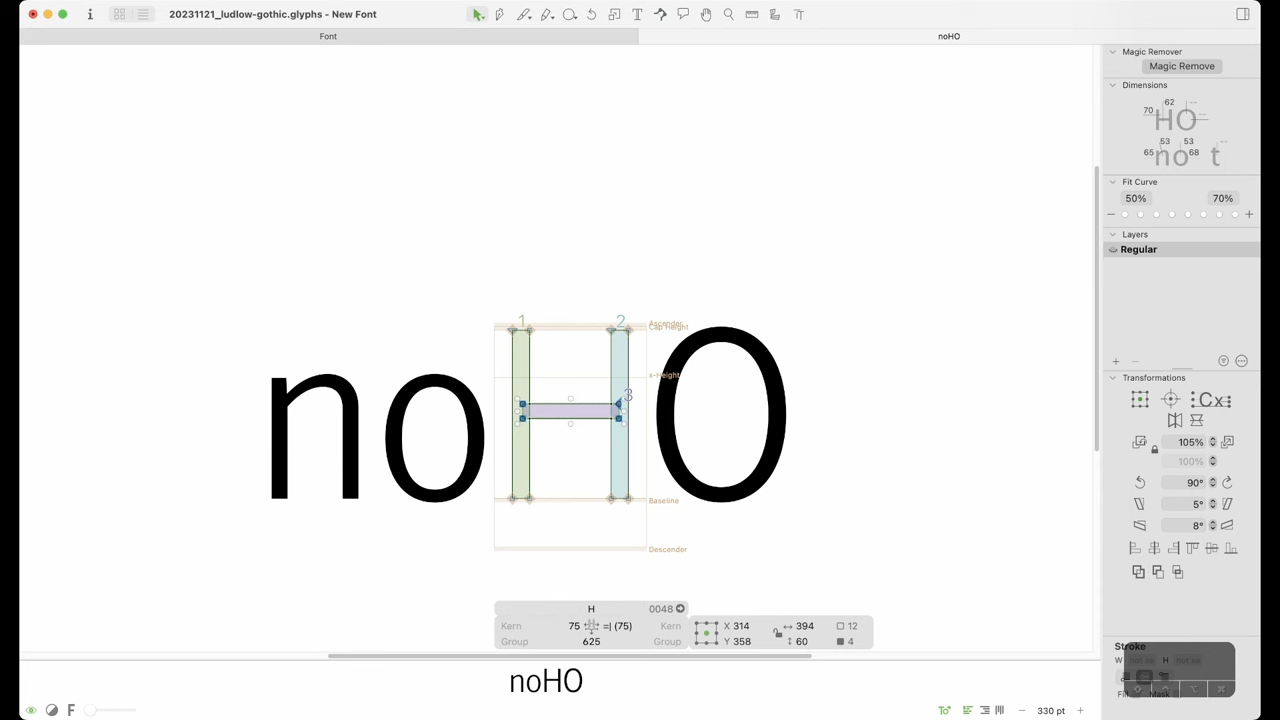 20231121_ludlow-gothic.glyphs - New Font
Font
noHO
Magic Remover
Magic Remove
Dimensions
62
70
HO
53 53
65 68
no t
Fit Curve
50% 70%
Layers
Regular
noHO
1 2
3
Ascender
Cap Height
x-Height
Baseline
Descender
Transformations
105%
100%
90°
5°
8°
H 0048
Kern 75 =| (75) Kern
Group 625 Group
X 314 394 12
Y 358 60 4
Stroke
W H
Fill Mask
noHO
F
330 pt